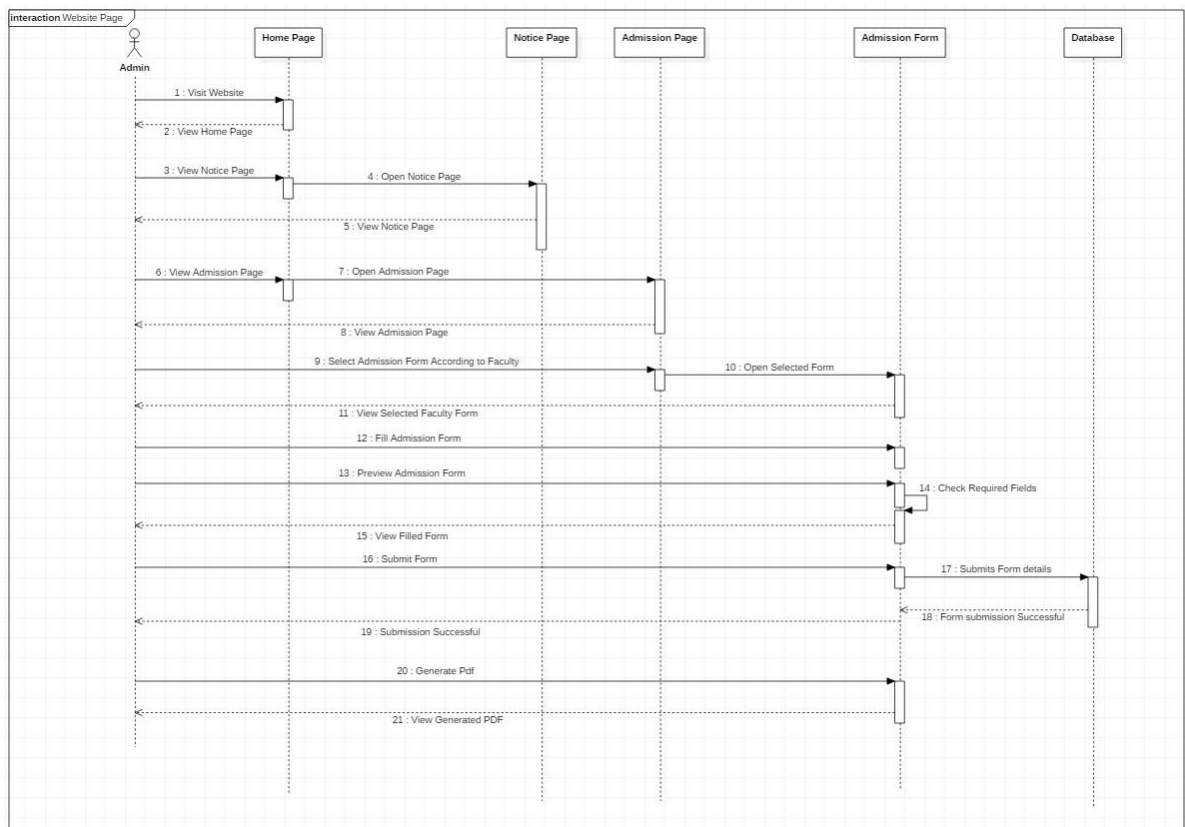 interaction Website Page
Home Page
Notice Page
Admission Page
Admission Form
Database
Admin
1 : Visit Website
2 : View Home Page
3 : View Notice Page
4 : Open Notice Page
5 : View Notice Page
6 : View Admission Page
7 : Open Admission Page
8 : View Admission Page
9 : Select Admission Form According to Faculty
10 : Open Selected Form
11 : View Selected Faculty Form
12 : Fill Admission Form
13 : Preview Admission Form
14 : Check Required Fields
15 : View Filled Form
16 : Submit Form
17 : Submits Form details
18 : Form submission Successful
19 : Submission Successful
20 : Generate Pdf
21 : View Generated PDF